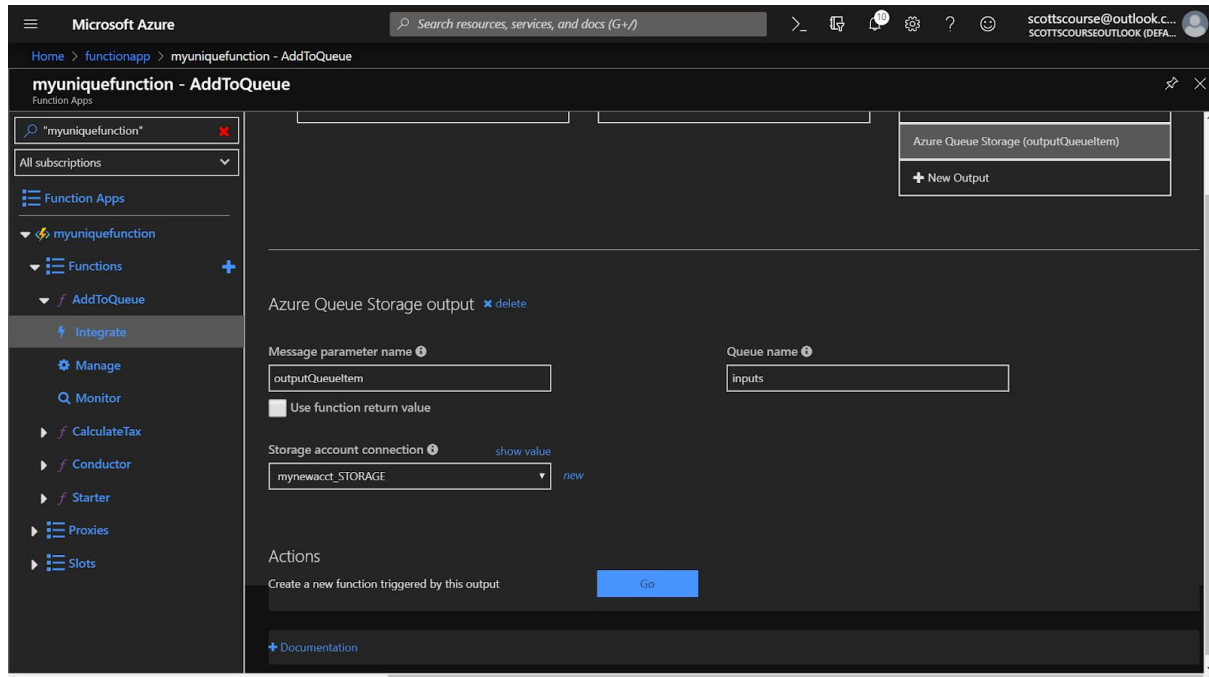 Microsoft Azure
Search resources, services, and docs (G+/)
10
scottscourse@outlook.c...
SCOTTSCOURSEOUTLOOK (DEFA...
Home > functionapp > myuniquefunction - AddToQueue
myuniquefunction - AddToQueue
Function Apps
"myuniquefunction"
All subscriptions
Function Apps
myuniquefunction
Functions
AddToQueue
Integrate
Manage
Monitor
CalculateTax
Conductor
Starter
Proxies
Slots
Azure Queue Storage (outputQueueItem)
New Output
Azure Queue Storage output delete
Message parameter name
Queue name
outputQueueItem
inputs
Use function return value
Storage account connection show value
mynewacct_STORAGE new
Actions
Create a new function triggered by this output Go
Documentation